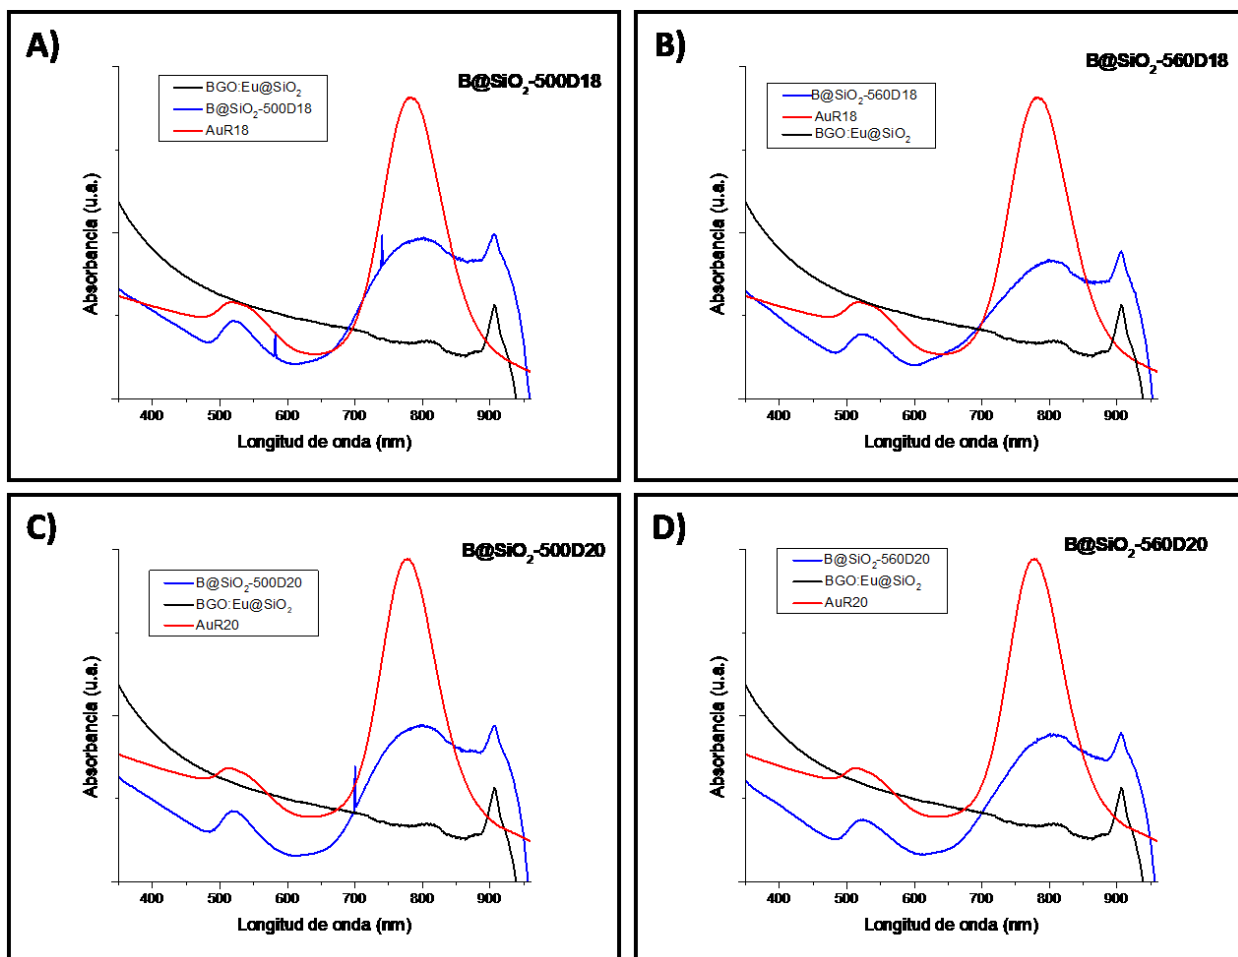 A)
B@SiO₂-500D18
BGO:Eu@SiO₂
B@SiO₂-500D18
AuR18
Absorbancia (u.a.)
400 500 600 700 800 900
Longitud de onda (nm)
B)
B@SiO₂-560D18
B@SiO₂-560D18
AuR18
BGO:Eu@SiO₂
Absorbancia (u.a.)
400 500 600 700 800 900
Longitud de onda (nm)
C)
B@SiO₂-500D20
B@SiO₂-500D20
BGO:Eu@SiO₂
AuR20
Absorbancia (u.a.)
400 500 600 700 800 900
Longitud de onda (nm)
D)
B@SiO₂-560D20
B@SiO₂-560D20
BGO:Eu@SiO₂
AuR20
Absorbancia (u.a.)
400 500 600 700 800 900
Longitud de onda (nm)